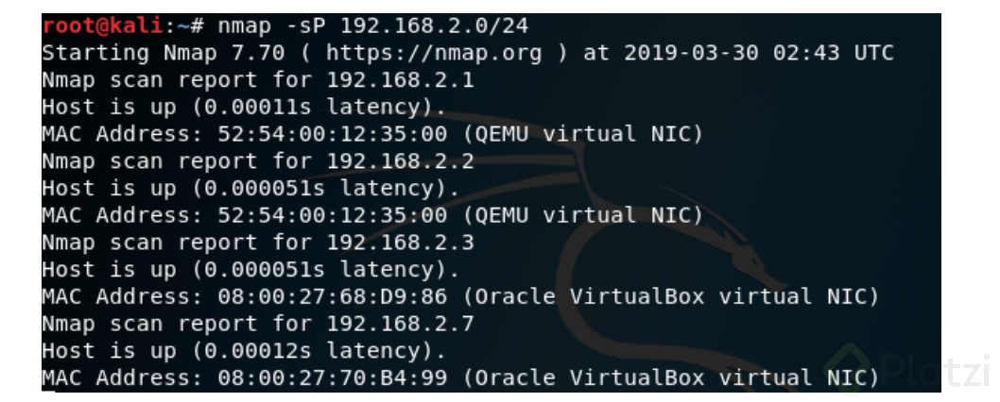 root@kali:~# nmap -sP 192.168.2.0/24
Starting Nmap 7.70 ( https://nmap.org ) at 2019-03-30 02:43 UTC
Nmap scan report for 192.168.2.1
Host is up (0.00011s latency).
MAC Address: 52:54:00:12:35:00 (QEMU virtual NIC)
Nmap scan report for 192.168.2.2
Host is up (0.000051s latency).
MAC Address: 52:54:00:12:35:00 (QEMU virtual NIC)
Nmap scan report for 192.168.2.3
Host is up (0.000051s latency).
MAC Address: 08:00:27:68:D9:86 (Oracle VirtualBox virtual NIC)
Nmap scan report for 192.168.2.7
Host is up (0.00012s latency).
MAC Address: 08:00:27:70:B4:99 (Oracle VirtualBox virtual NIC)
Platzi